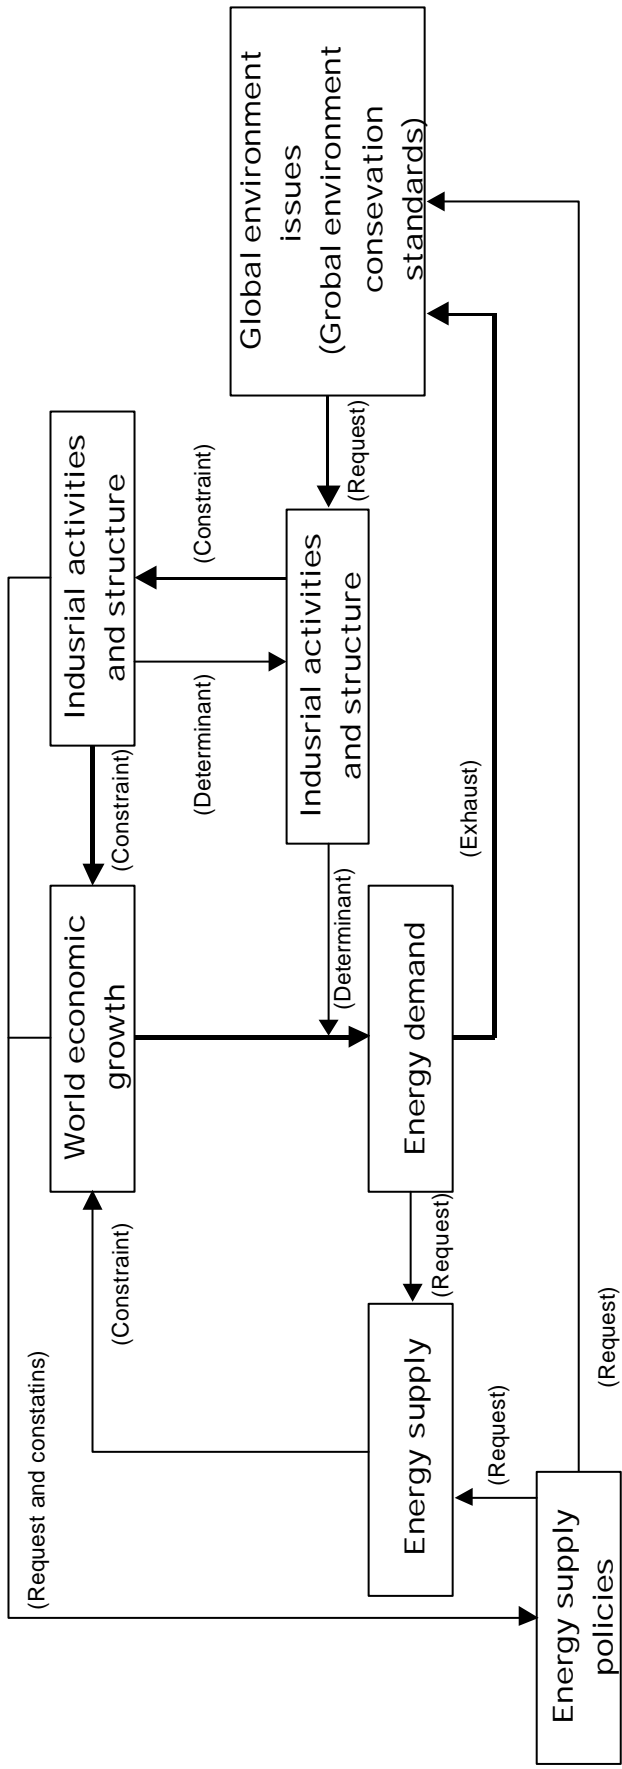 (Request and constatins)
(Constraint)
World economic
growth
(Constraint)
Indusrial activities
and structure
(Determinant)
(Constraint)
Energy supply
(Request)
Energy demand
(Determinant)
Indusrial activities
and structure
(Request)
Global environment
issues
(Grobal environment
consevation
standards)
Energy supply
policies
(Request)
(Request)
(Exhaust)